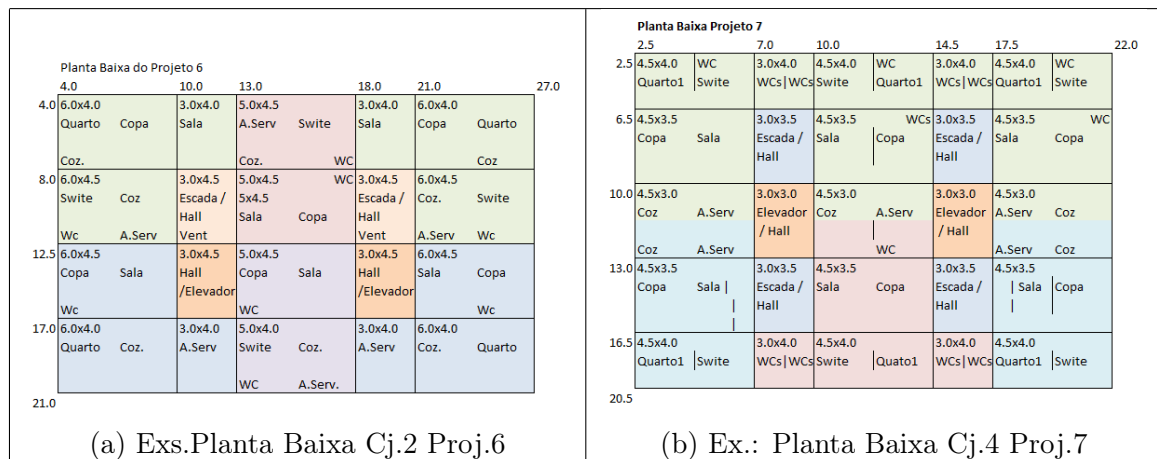 Planta Baixa do Projeto 6
4.0 10.0 13.0 18.0 21.0 27.0
4.0 6.0x4.0 3.0x4.0 5.0x4.5 3.0x4.0 6.0x4.0
Quarto Copa Sala A.Serv Swite Sala Copa Quarto
Coz. Coz. WC Coz
8.0 6.0x4.5 3.0x4.5 5.0x4.5 WC 3.0x4.5 6.0x4.5
Swite Coz Escada / 5x4.5 Escada / Coz. Swite
Hall Sala Copa Hall
Wc A.Serv Vent Vent A.Serv Wc
12.5 6.0x4.5 3.0x4.5 5.0x4.5 3.0x4.5 6.0x4.5
Copa Sala Hall Copa Sala Hall Sala Copa
/Elevador /Elevador
Wc WC Wc
17.0 6.0x4.0 3.0x4.0 5.0x4.0 3.0x4.0 6.0x4.0
Quarto Coz. A.Serv Swite Coz. A.Serv Coz. Quarto
WC A.Serv.
21.0
(a) Exs.Planta Baixa Cj.2 Proj.6
Planta Baixa Projeto 7
2.5 7.0 10.0 14.5 17.5 22.0
2.5 4.5x4.0 WC 3.0x4.0 4.5x4.0 WC 3.0x4.0 4.5x4.0 WC
Quarto1 Swite WCs|WCs Swite Quarto1 WCs|WCs Quarto1 Swite
6.5 4.5x3.5 3.0x3.5 4.5x3.5 WCs 3.0x3.5 4.5x3.5 WC
Copa Sala Escada / Sala Copa Escada / Sala Copa
Hall Hall
10.0 4.5x3.0 3.0x3.0 4.5x3.0 3.0x3.0 4.5x3.0
Coz A.Serv Elevador Coz A.Serv Elevador A.Serv Coz
/ Hall / Hall
Coz A.Serv WC A.Serv Coz
13.0 4.5x3.5 3.0x3.5 4.5x3.5 3.0x3.5 4.5x3.5
Copa Sala | Escada / Sala Copa Escada / | Sala Copa
Hall Hall
16.5 4.5x4.0 3.0x4.0 4.5x4.0 3.0x4.0 4.5x4.0
Quarto1 Swite WCs|WCs Swite Quato1 WCs|WCs Quarto1 Swite
20.5
(b) Ex.: Planta Baixa Cj.4 Proj.7